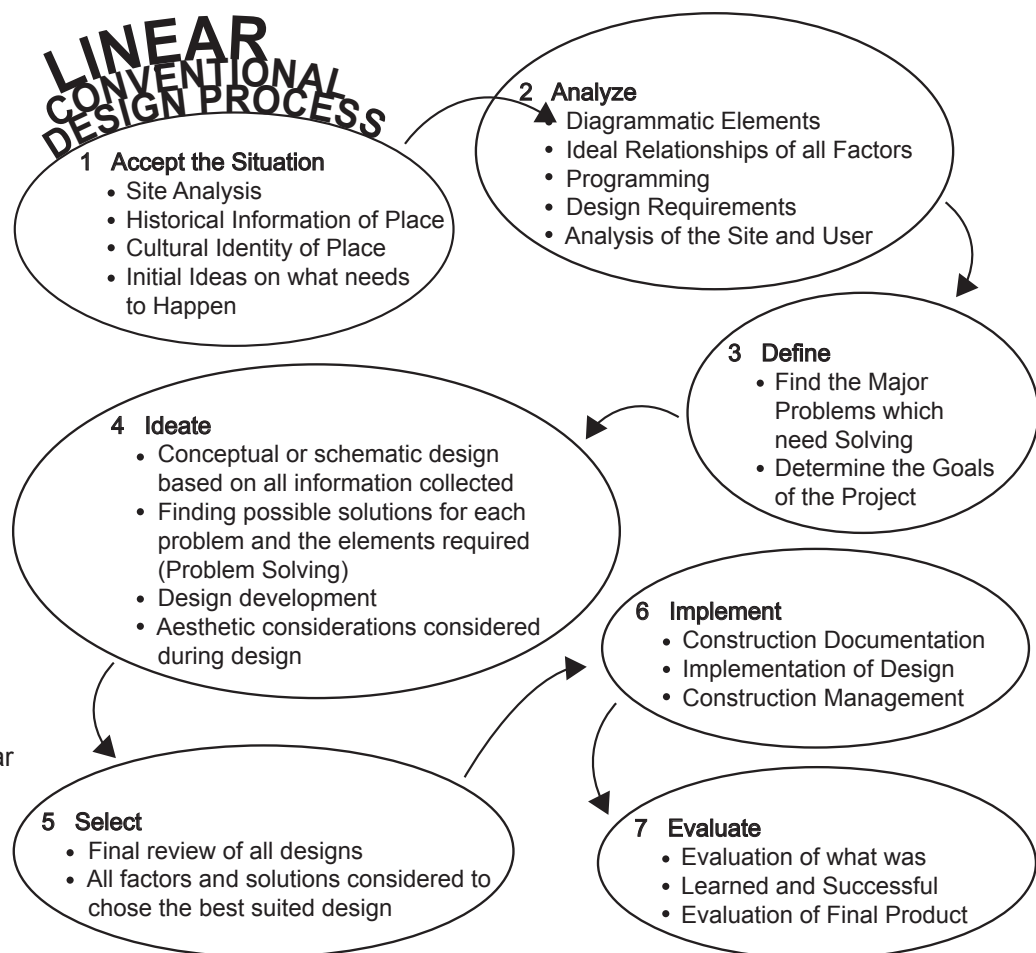 LINEAR
CONVENTIONAL
DESIGN PROCESS
1 Accept the Situation
• Site Analysis
• Historical Information of Place
• Cultural Identity of Place
• Initial Ideas on what needs
to Happen
2 Analyze
• Diagrammatic Elements
• Ideal Relationships of all Factors
• Programming
• Design Requirements
• Analysis of the Site and User
3 Define
• Find the Major
Problems which
need Solving
• Determine the Goals
of the Project
4 Ideate
• Conceptual or schematic design
based on all information collected
• Finding possible solutions for each
problem and the elements required
(Problem Solving)
• Design development
• Aesthetic considerations considered
during design
ar
5 Select
• Final review of all designs
• All factors and solutions considered to
chose the best suited design
6 Implement
• Construction Documentation
• Implementation of Design
• Construction Management
7 Evaluate
• Evaluation of what was
• Learned and Successful
• Evaluation of Final Product